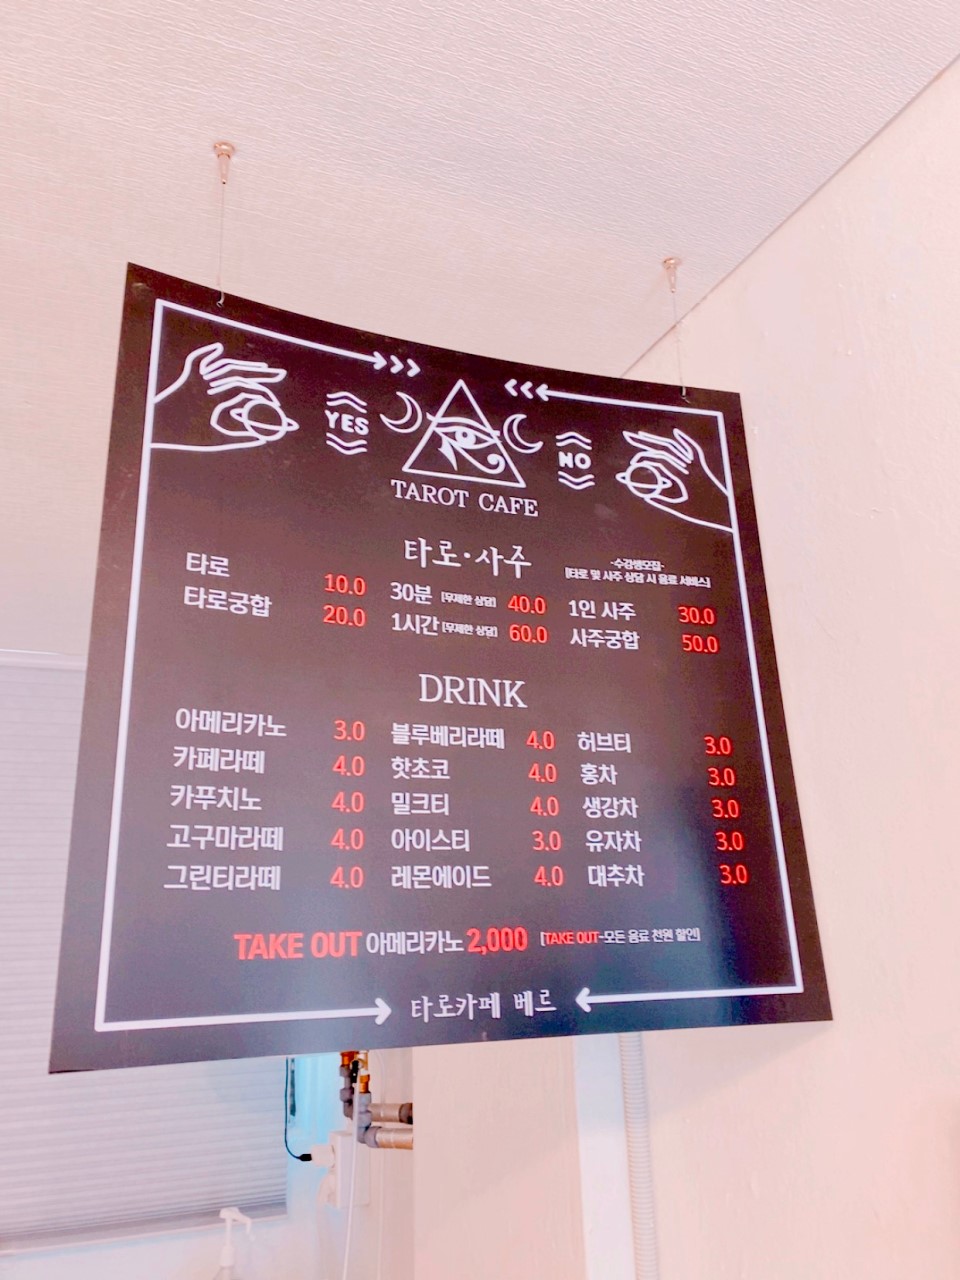 YES
NO
TAROT CAFE
타로·사주
-수강생모집-
[타로 및 사주 상담 시 음료 서비스]
타로 10.0
타로궁합 20.0
30분 [무제한 상담] 40.0
1시간 [무제한 상담] 60.0
1인 사주 30.0
사주궁합 50.0
DRINK
아메리카노 3.0
카페라떼 4.0
카푸치노 4.0
고구마라떼 4.0
그린티라떼 4.0
블루베리라떼 4.0
핫초코 4.0
밀크티 4.0
아이스티 3.0
레몬에이드 4.0
허브티 3.0
홍차 3.0
생강차 3.0
유자차 3.0
대추차 3.0
TAKE OUT 아메리카노 2,000 [TAKE OUT-모든 음료 천원 할인]
타로카페 베르